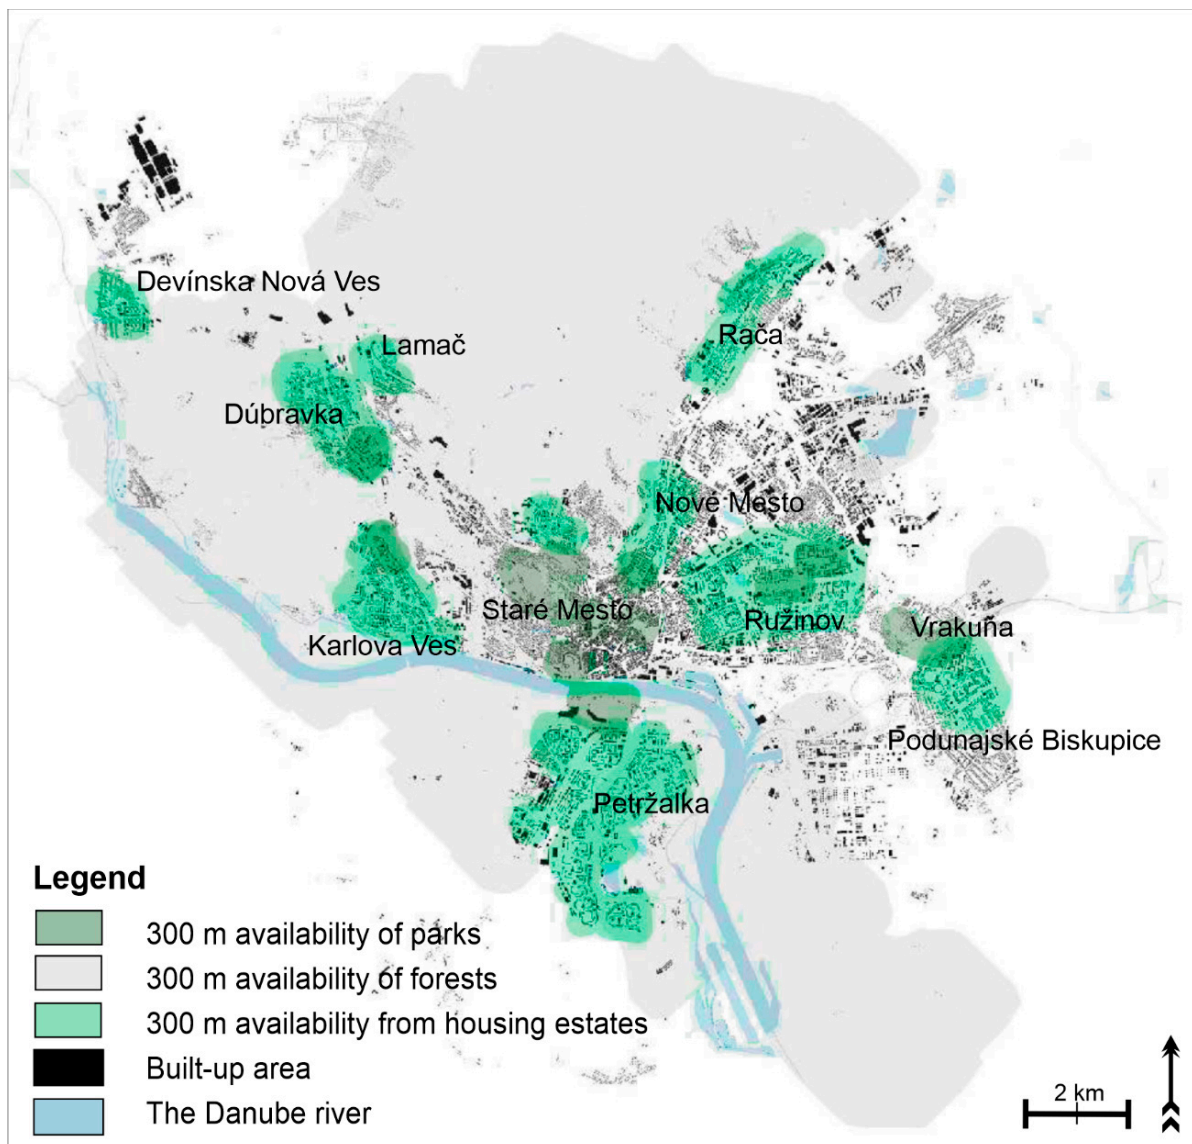 Devínska Nová Ves
Lamač
Rača
Dúbravka
Nové Mesto
Staré Mesto
Ružinov
Vrakuňa
Karlova Ves
Podunajské Biskupice
Petržalka
Legend
300 m availability of parks
300 m availability of forests
300 m availability from housing estates
Built-up area
The Danube river
2 km